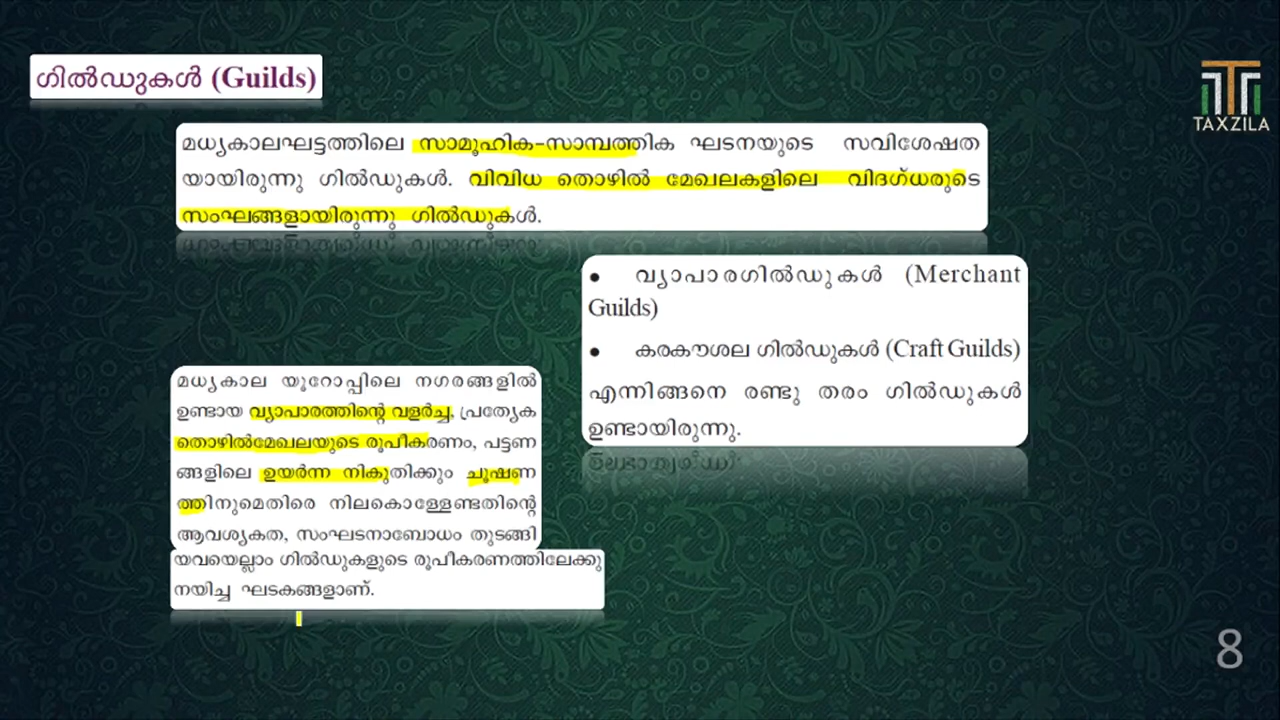 ഗിൽഡുകൾ (Guilds)
TAXZILA
മധ്യകാലഘട്ടത്തിലെ സാമൂഹിക-സാമ്പത്തിക ഘടനയുടെ സവിശേഷത
യായിരുന്നു ഗിൽഡുകൾ. വിവിധ തൊഴിൽ മേഖലകളിലെ വിദഗ്ധരുടെ
സംഘങ്ങളായിരുന്നു ഗിൽഡുകൾ.
• വ്യാപാരഗിൽഡുകൾ (Merchant
Guilds)
• കരകൗശല ഗിൽഡുകൾ (Craft Guilds)
എന്നിങ്ങനെ രണ്ടു തരം ഗിൽഡുകൾ
ഉണ്ടായിരുന്നു.
മധ്യകാല യൂറോപ്പിലെ നഗരങ്ങളിൽ
ഉണ്ടായ വ്യാപാരത്തിന്റെ വളർച്ച, പ്രത്യേക
തൊഴിൽമേഖലയുടെ രൂപീകരണം, പട്ടണ
ങ്ങളിലെ ഉയർന്ന നികുതിക്കും ചൂഷണ
ത്തിനുമെതിരെ നിലകൊള്ളേണ്ടതിന്റെ
ആവശ്യകത, സംഘടനാബോധം തുടങ്ങി
യവയെല്ലാം ഗിൽഡുകളുടെ രൂപീകരണത്തിലേക്കു
നയിച്ച ഘടകങ്ങളാണ്.
8